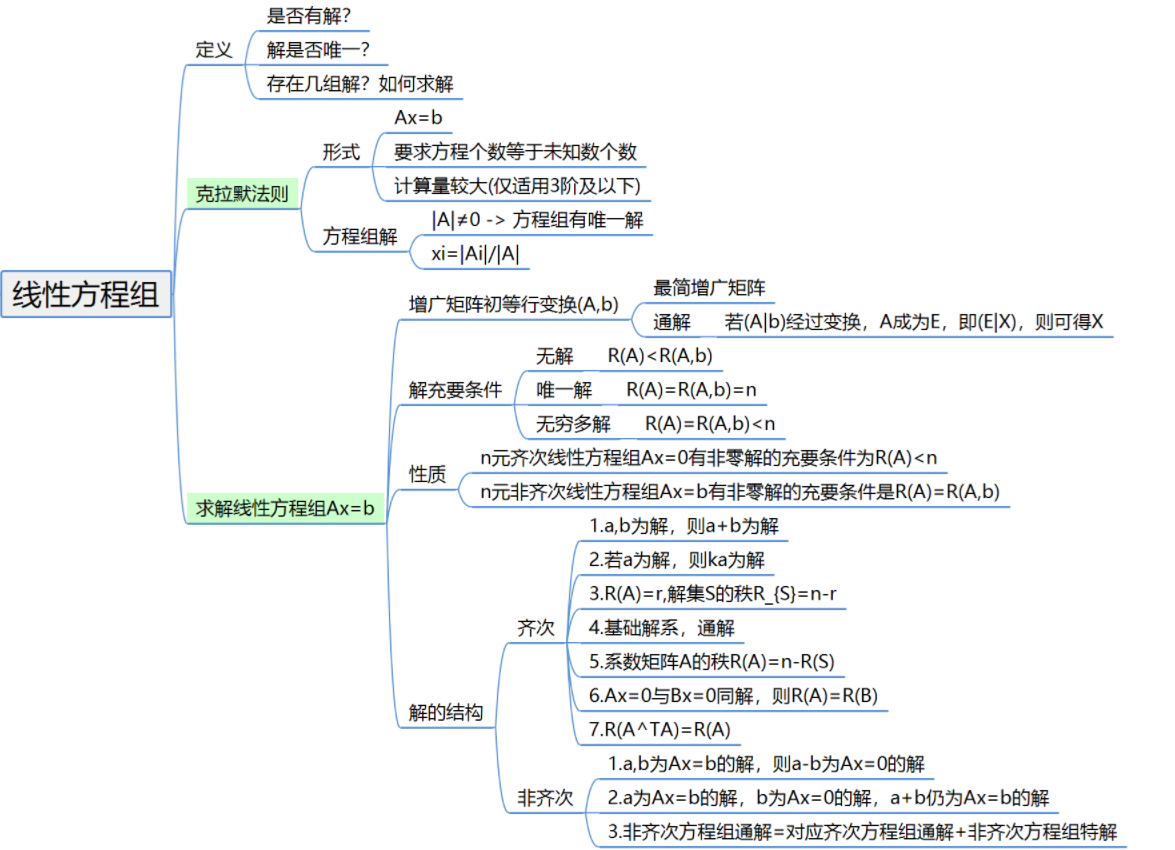 线性方程组
定义
是否有解？
解是否唯一？
存在几组解？如何求解
克拉默法则
形式
Ax=b
要求方程个数等于未知数个数
计算量较大(仅适用3阶及以下)
方程组解
|A|≠0 -> 方程组有唯一解
xi=|Ai|/|A|
求解线性方程组Ax=b
增广矩阵初等行变换(A,b)
最简增广矩阵
通解 若(A|b)经过变换，A成为E，即(E|X)，则可得X
解充要条件
无解 R(A)<R(A,b)
唯一解 R(A)=R(A,b)=n
无穷多解 R(A)=R(A,b)<n
性质
n元齐次线性方程组Ax=0有非零解的充要条件为R(A)<n
n元非齐次线性方程组Ax=b有非零解的充要条件是R(A)=R(A,b)
解的结构
齐次
1.a,b为解，则a+b为解
2.若a为解，则ka为解
3.R(A)=r,解集S的秩R_{S}=n-r
4.基础解系，通解
5.系数矩阵A的秩R(A)=n-R(S)
6.Ax=0与Bx=0同解，则R(A)=R(B)
7.R(A^TA)=R(A)
非齐次
1.a,b为Ax=b的解，则a-b为Ax=0的解
2.a为Ax=b的解，b为Ax=0的解，a+b仍为Ax=b的解
3.非齐次方程组通解=对应齐次方程组通解+非齐次方程组特解